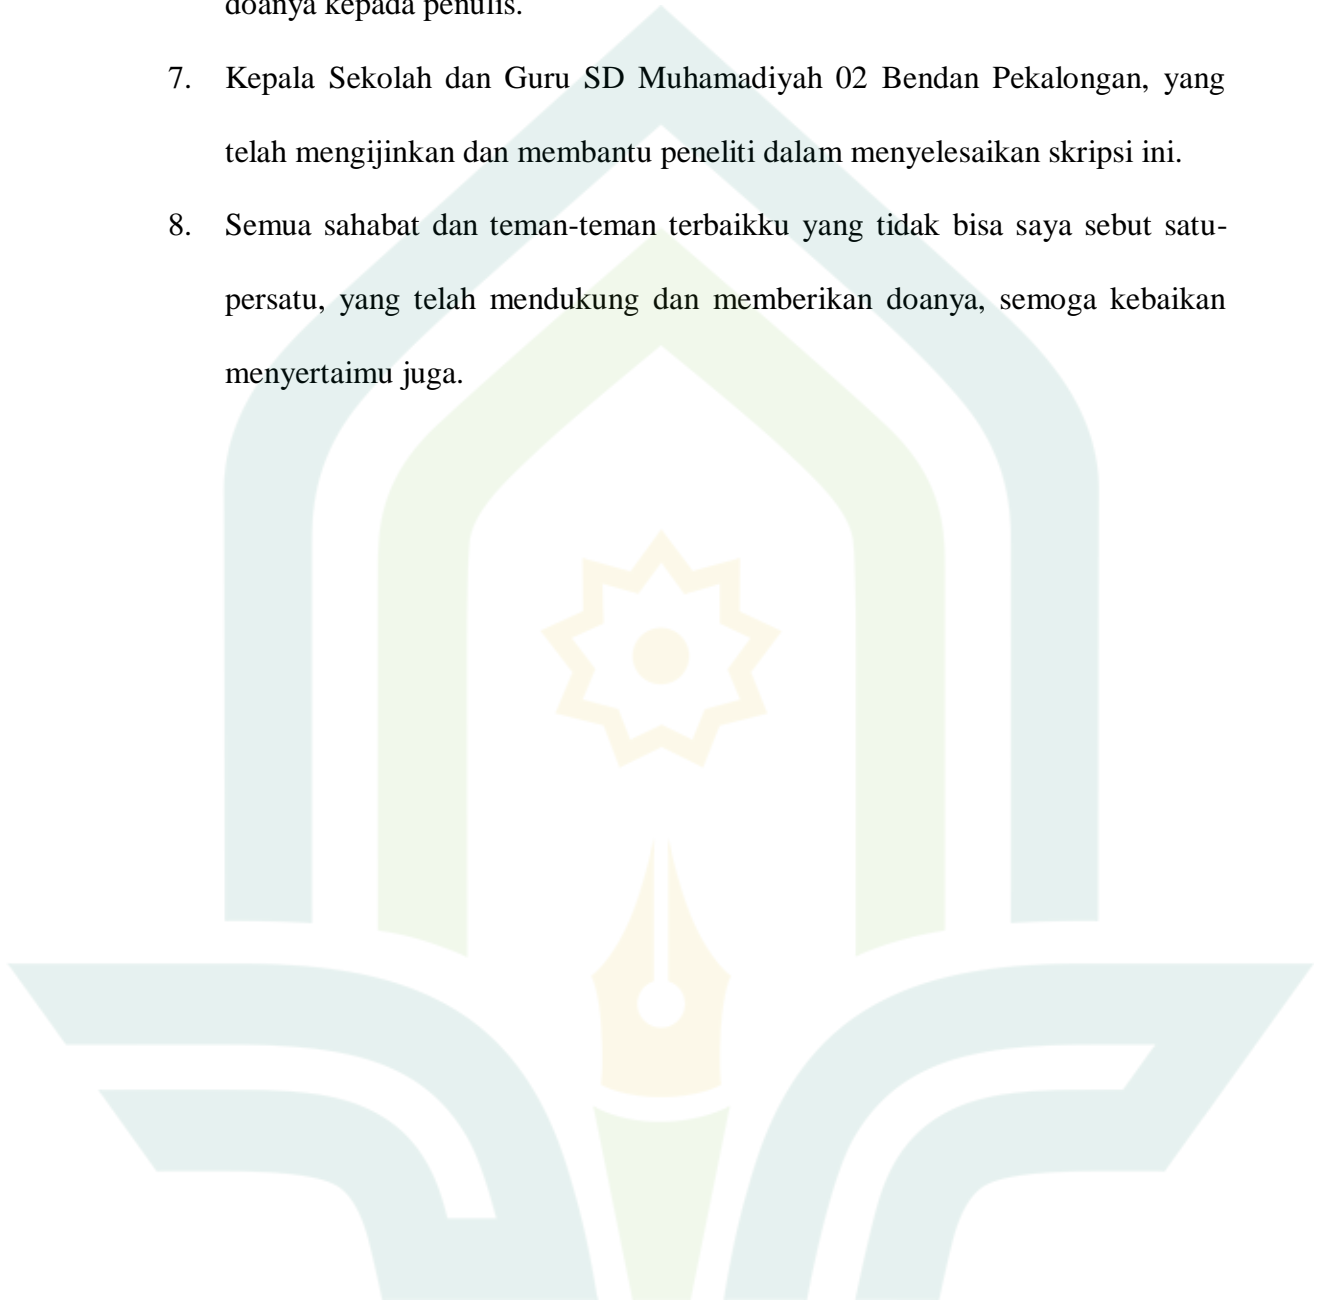 doanya kepada penulis.
7. Kepala Sekolah dan Guru SD Muhamadiyah 02 Bendan Pekalongan, yang
telah mengijinkan dan membantu peneliti dalam menyelesaikan skripsi ini.
8. Semua sahabat dan teman-teman terbaikku yang tidak bisa saya sebut satu-
persatu, yang telah mendukung dan memberikan doanya, semoga kebaikan
menyertaimu juga.